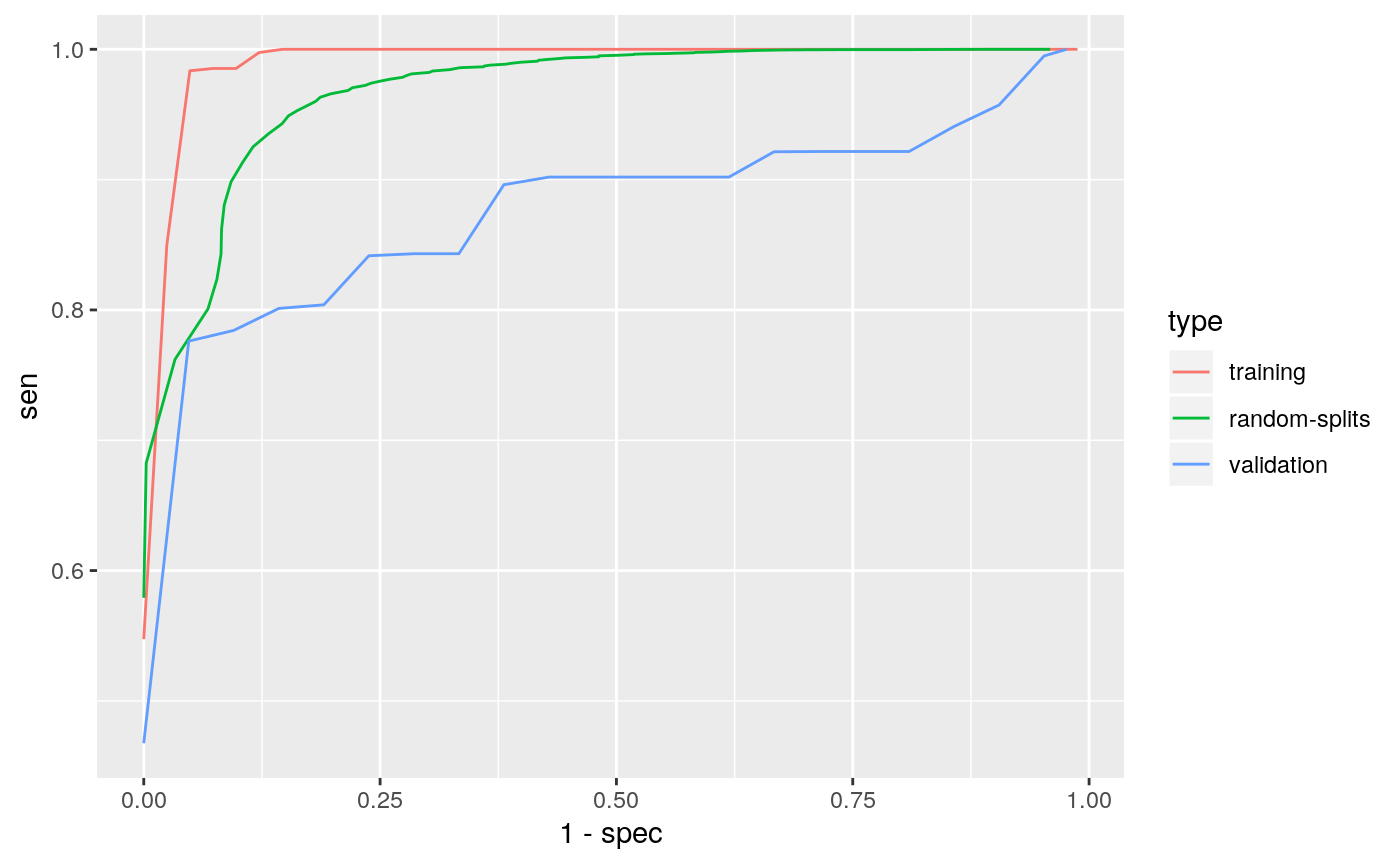 1.0
0.8
0.6
sen
0.00
0.25
0.50
0.75
1.00
1 - spec
type
training
random-splits
validation